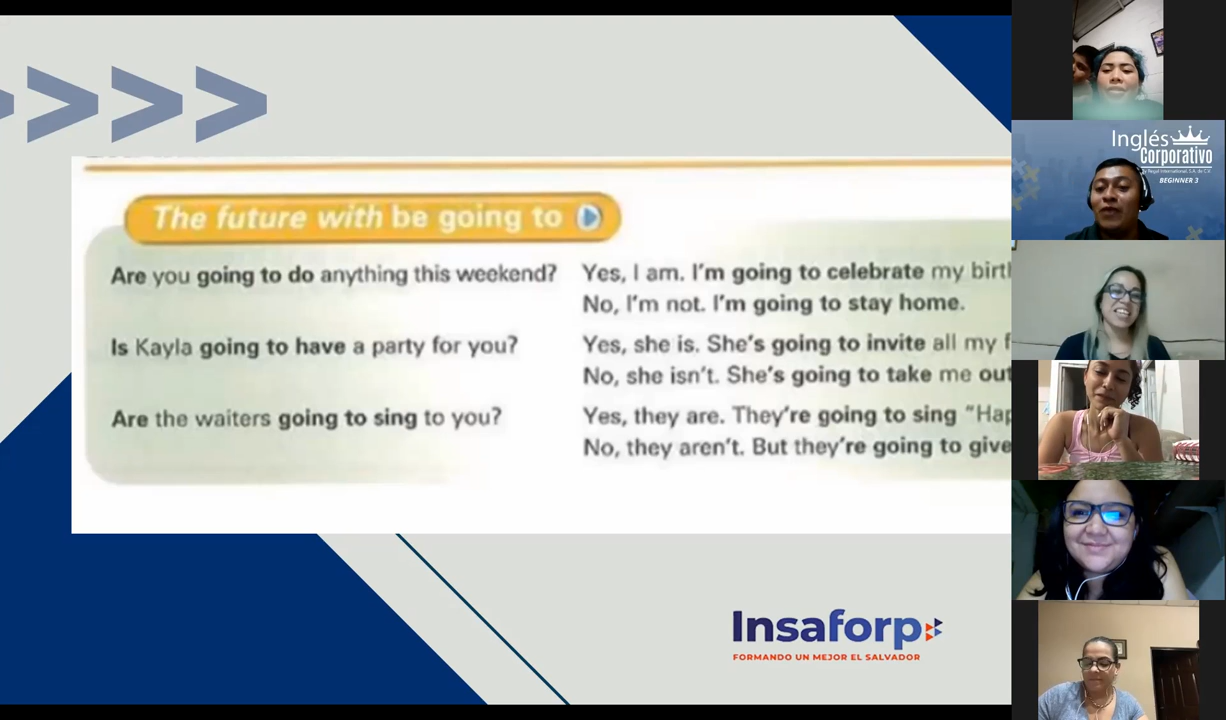 The future with be going to
Are you going to do anything this weekend?
Yes, I am. I'm going to celebrate my birt
No, I'm not. I'm going to stay home.
Is Kayla going to have a party for you?
Yes, she is. She's going to invite all my f
No, she isn't. She's going to take me out
Are the waiters going to sing to you?
Yes, they are. They're going to sing "Hap
No, they aren't. But they're going to give
Insaforp
FORMANDO UN MEJOR EL SALVADOR
Inglés
Corporativo
Regal International, S.A. de C.V.
BEGINNER 3